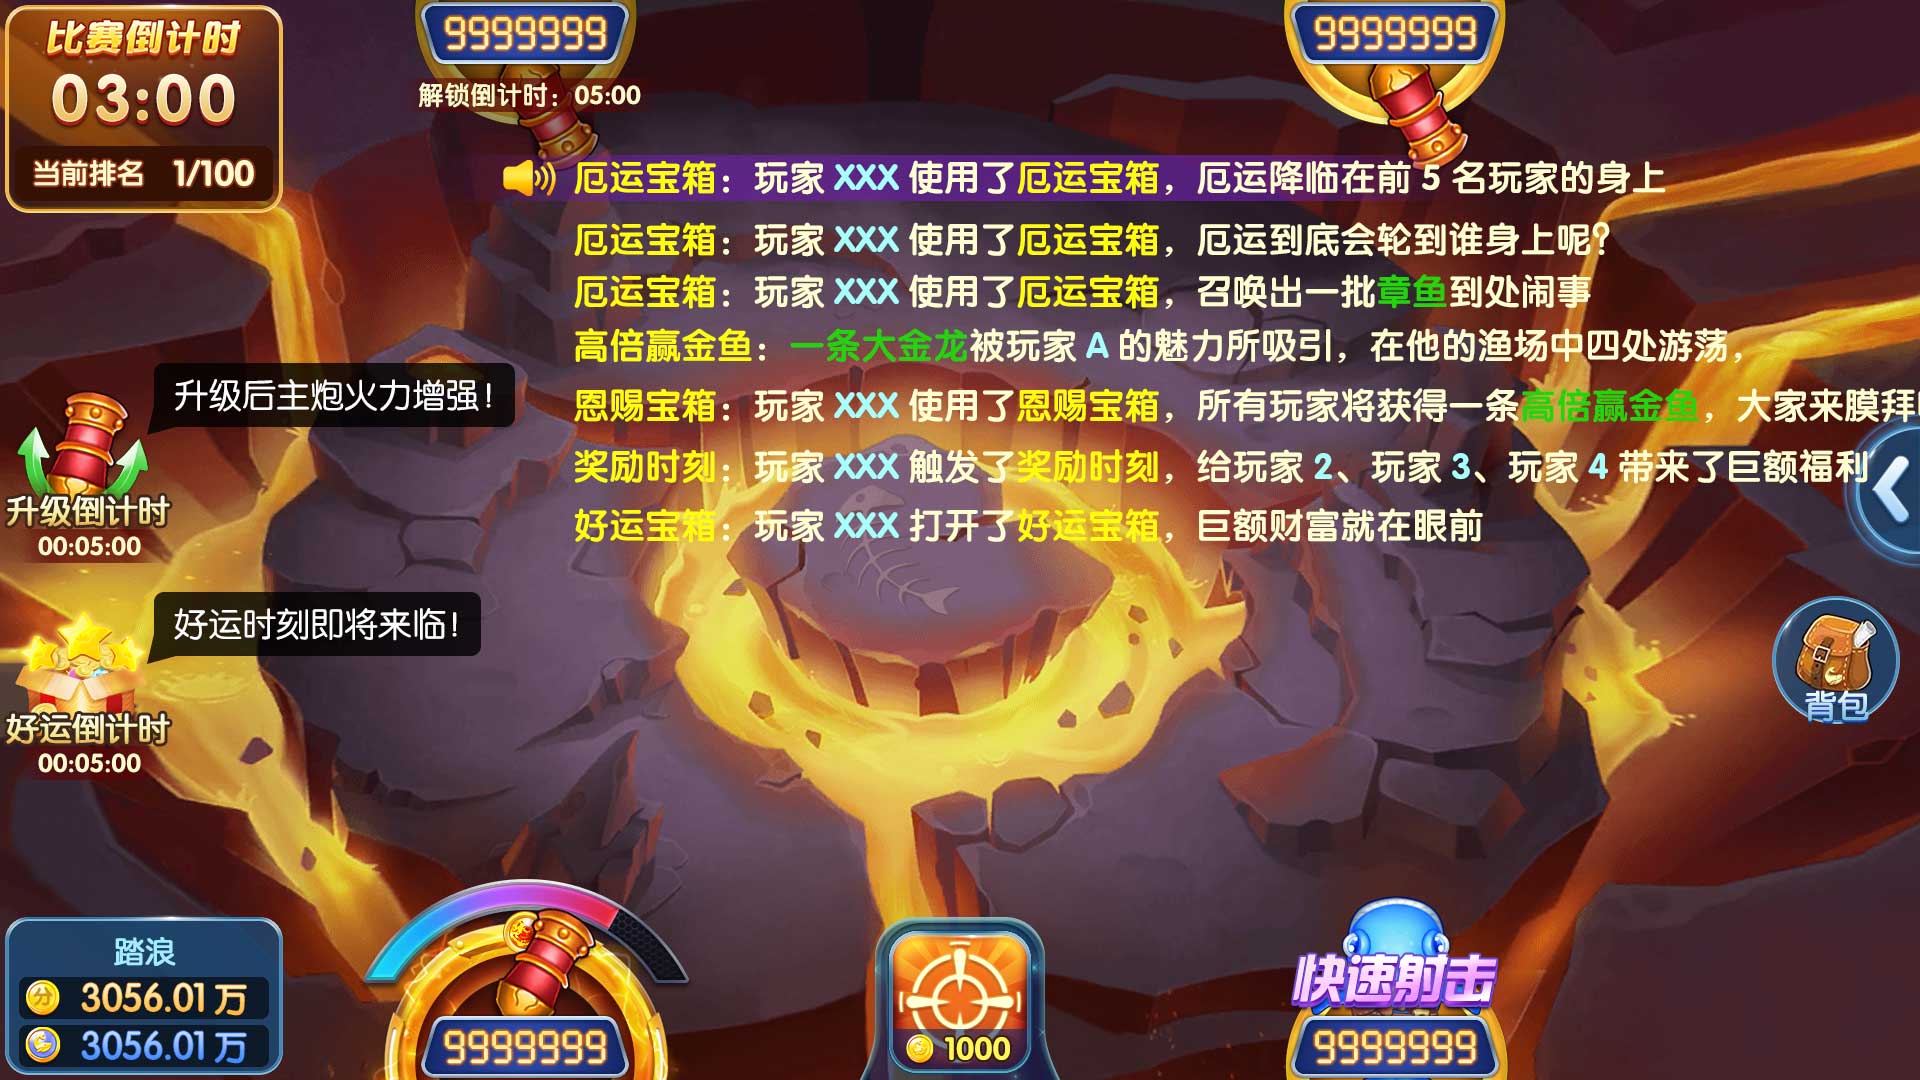 比赛倒计时
03:00
当前排名 1/100
9999999
解锁倒计时：05:00
9999999
厄运宝箱：玩家 XXX 使用了厄运宝箱，厄运降临在前 5 名玩家的身上
厄运宝箱：玩家 XXX 使用了厄运宝箱，厄运到底会轮到谁身上呢？
厄运宝箱：玩家 XXX 使用了厄运宝箱，召唤出一批章鱼到处闹事
高倍赢金鱼：一条大金龙被玩家 A 的魅力所吸引，在他的渔场中四处游荡，
恩赐宝箱：玩家 XXX 使用了恩赐宝箱，所有玩家将获得一条高倍赢金鱼，大家来膜拜
奖励时刻：玩家 XXX 触发了奖励时刻，给玩家 2、玩家 3、玩家 4 带来了巨额福利
好运宝箱：玩家 XXX 打开了好运宝箱，巨额财富就在眼前
升级后主炮火力增强！
升级倒计时
00:05:00
好运时刻即将来临！
好运倒计时
00:05:00
背包
踏浪
分 3056.01万
3056.01万
9999999
1000
快速射击
9999999